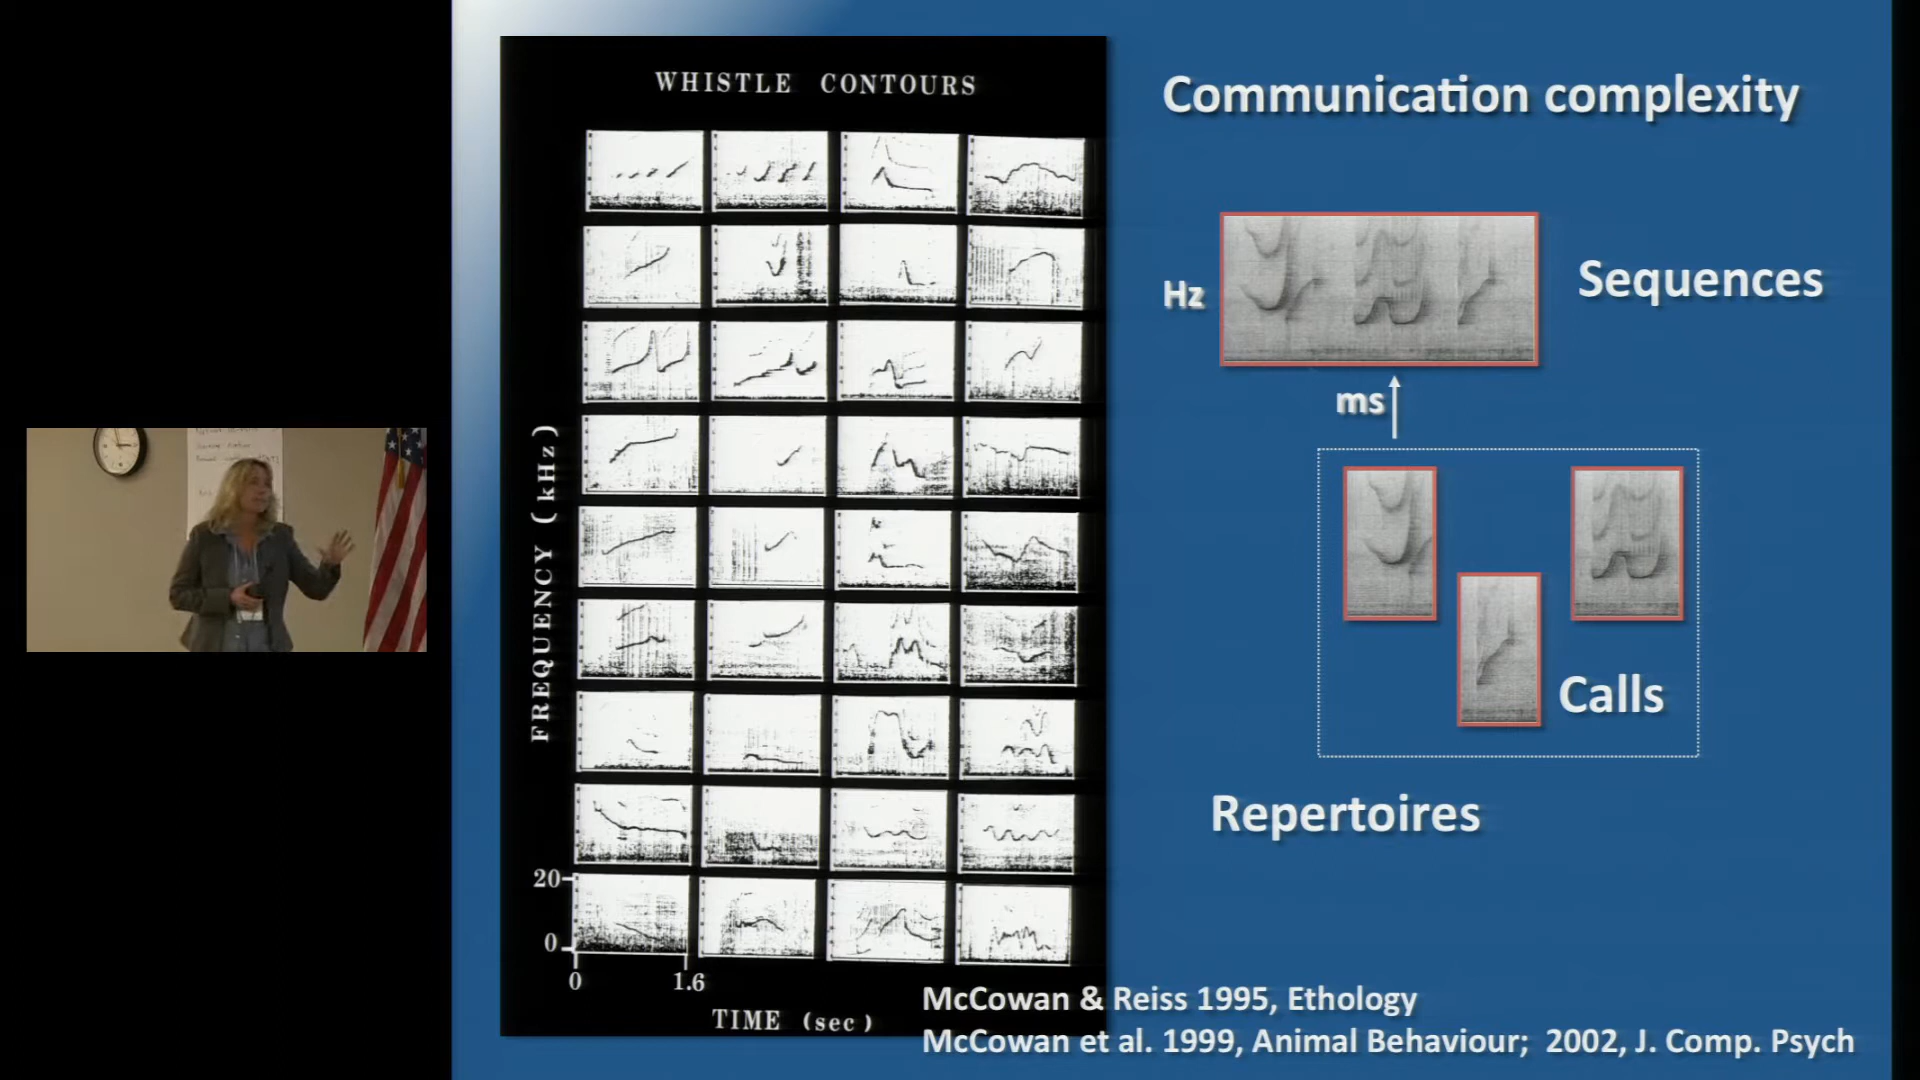 WHISTLE CONTOURS
FREQUENCY (kHz)
20
0
0
1.6
TIME (sec)
Communication complexity
Hz
Sequences
ms
Calls
Repertoires
McCowan & Reiss 1995, Ethology
McCowan et al. 1999, Animal Behaviour; 2002, J. Comp. Psych